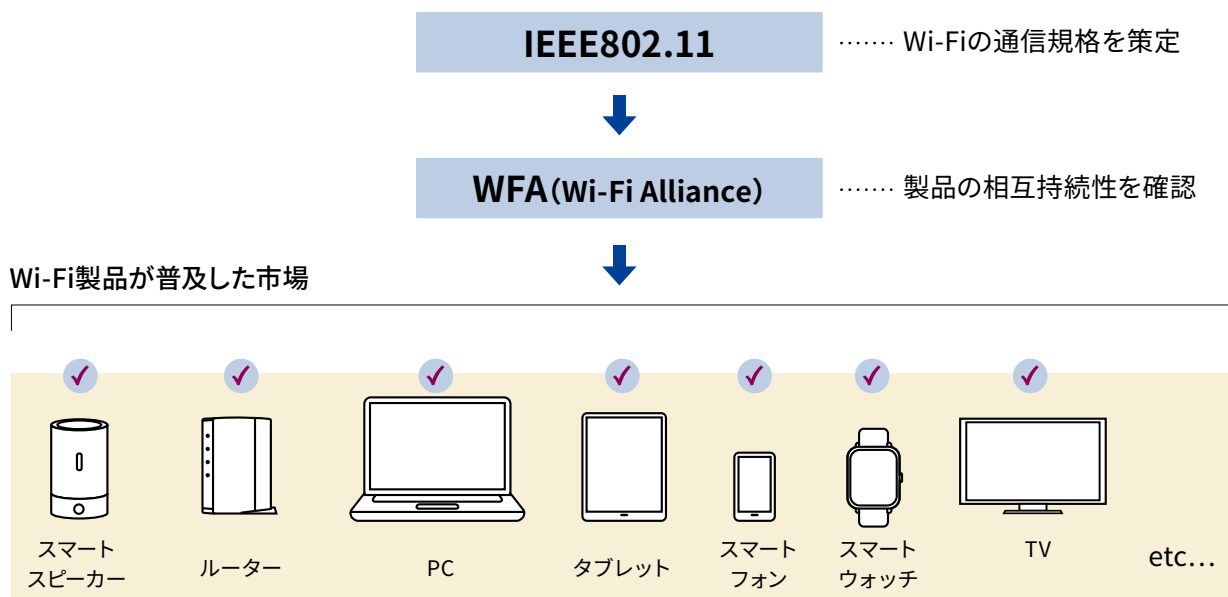 IEEE802.11
……. Wi-Fiの通信規格を策定
WFA(Wi-Fi Alliance)
……. 製品の相互持続性を確認
Wi-Fi製品が普及した市場
スマート
スピーカー
ルーター
PC
タブレット
スマート
フォン
スマート
ウォッチ
TV
etc…